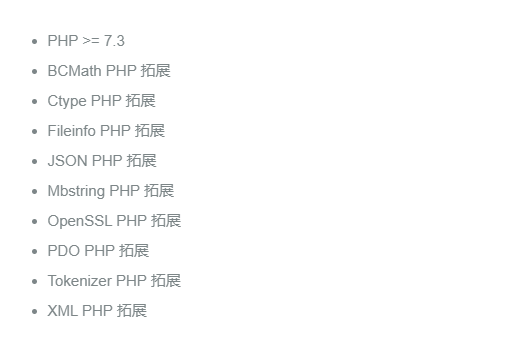 PHP >= 7.3
BCMath PHP 拓展
Ctype PHP 拓展
Fileinfo PHP 拓展
JSON PHP 拓展
Mbstring PHP 拓展
OpenSSL PHP 拓展
PDO PHP 拓展
Tokenizer PHP 拓展
XML PHP 拓展